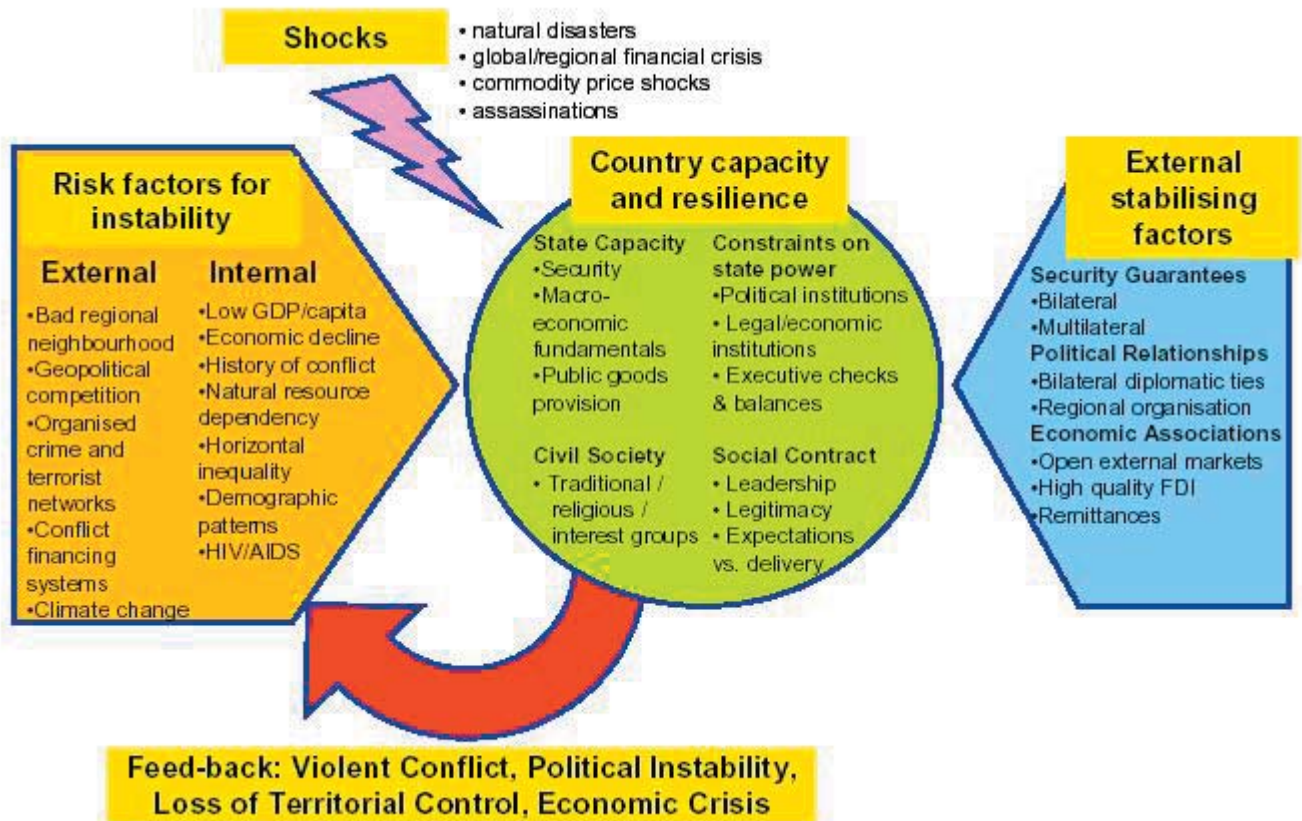 Shocks
• natural disasters
• global/regional financial crisis
• commodity price shocks
• assassinations
Risk factors for
instability
External
•Bad regional
neighbourhood
•Geopolitical
competition
•Organised
crime and
terrorist
networks
•Conflict
financing
systems
•Climate change
Internal
•Low GDP/capita
•Economic decline
•History of conflict
•Natural resource
dependency
•Horizontal
inequality
•Demographic
patterns
•HIV/AIDS
Country capacity
and resilience
State Capacity
•Security
•Macro-
economic
fundamentals
•Public goods
provision
Constraints on
state power
•Political institutions
• Legal/economic
institutions
• Executive checks
& balances
Civil Society
• Traditional /
religious /
interest groups
Social Contract
• Leadership
• Legitimacy
• Expectations
vs. delivery
External
stabilising
factors
Security Guarantees
•Bilateral
•Multilateral
Political Relationships
•Bilateral diplomatic ties
•Regional organisation
Economic Associations
•Open external markets
•High quality FDI
•Remittances
Feed-back: Violent Conflict, Political Instability,
Loss of Territorial Control, Economic Crisis